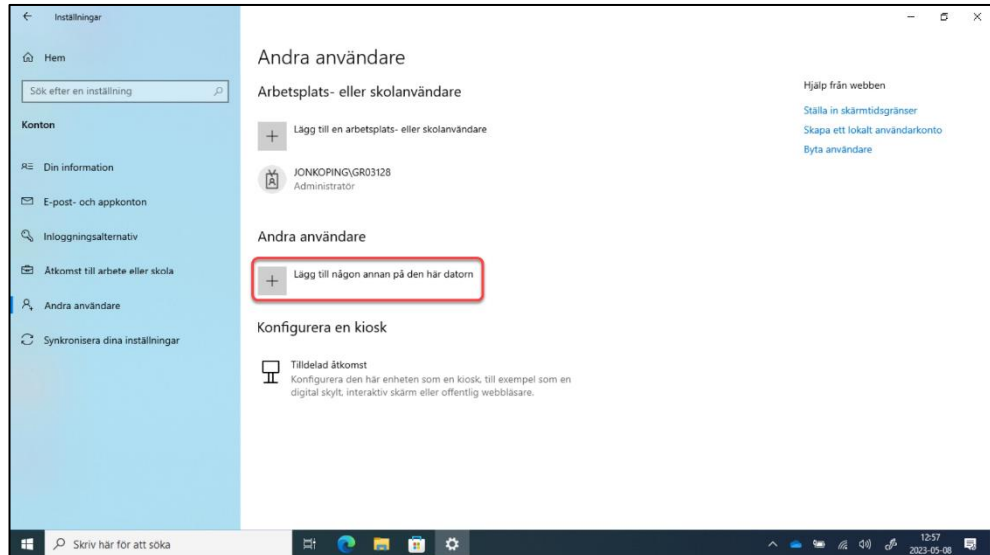 Inställningar
Hem
Sök efter en inställning
Konton
Din information
E-post- och appkonton
Inloggningsalternativ
Åtkomst till arbete eller skola
Andra användare
Synkronisera dina inställningar
Andra användare
Arbetsplats- eller skolanvändare
Lägg till en arbetsplats- eller skolanvändare
JONKOPING\GR03128
Administratör
Andra användare
Lägg till någon annan på den här datorn
Konfigurera en kiosk
Tilldelad åtkomst
Konfigurera den här enheten som en kiosk, till exempel som en
digital skylt, interaktiv skärm eller offentlig webbläsare.
Hjälp från webben
Ställa in skärmtidsgränser
Skapa ett lokalt användarkonto
Byta användare
Skriv här för att söka
12:57
2023-05-08